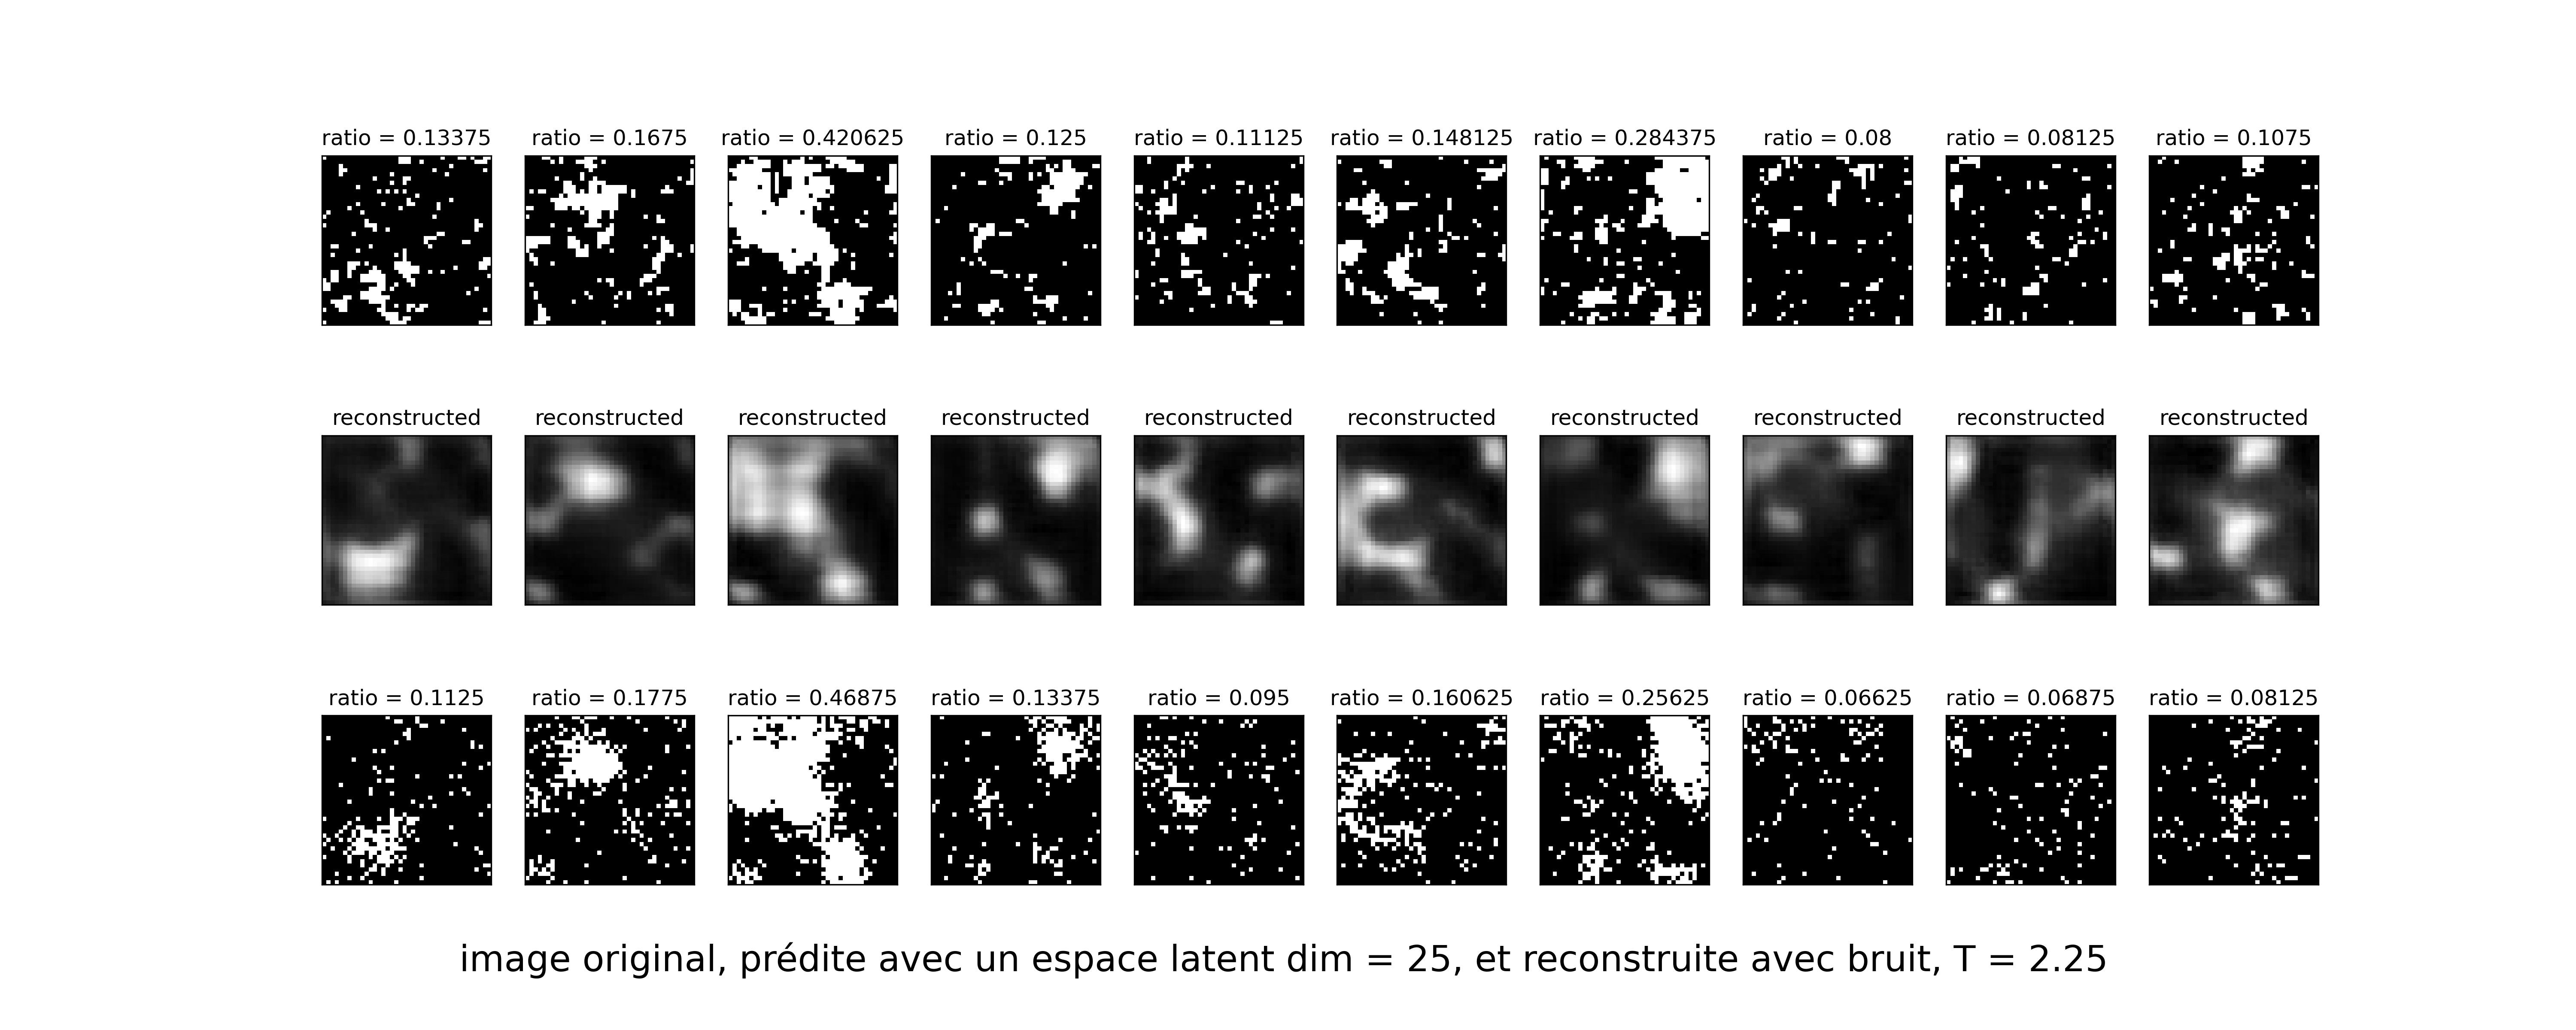 ratio = 0.13375 ratio = 0.1675 ratio = 0.420625 ratio = 0.125 ratio = 0.11125 ratio = 0.148125 ratio = 0.284375 ratio = 0.08 ratio = 0.08125 ratio = 0.1075
reconstructed reconstructed reconstructed reconstructed reconstructed reconstructed reconstructed reconstructed reconstructed reconstructed
ratio = 0.1125 ratio = 0.1775 ratio = 0.46875 ratio = 0.13375 ratio = 0.095 ratio = 0.160625 ratio = 0.25625 ratio = 0.06625 ratio = 0.06875 ratio = 0.08125
image original, prédite avec un espace latent dim = 25, et reconstruite avec bruit, T = 2.25